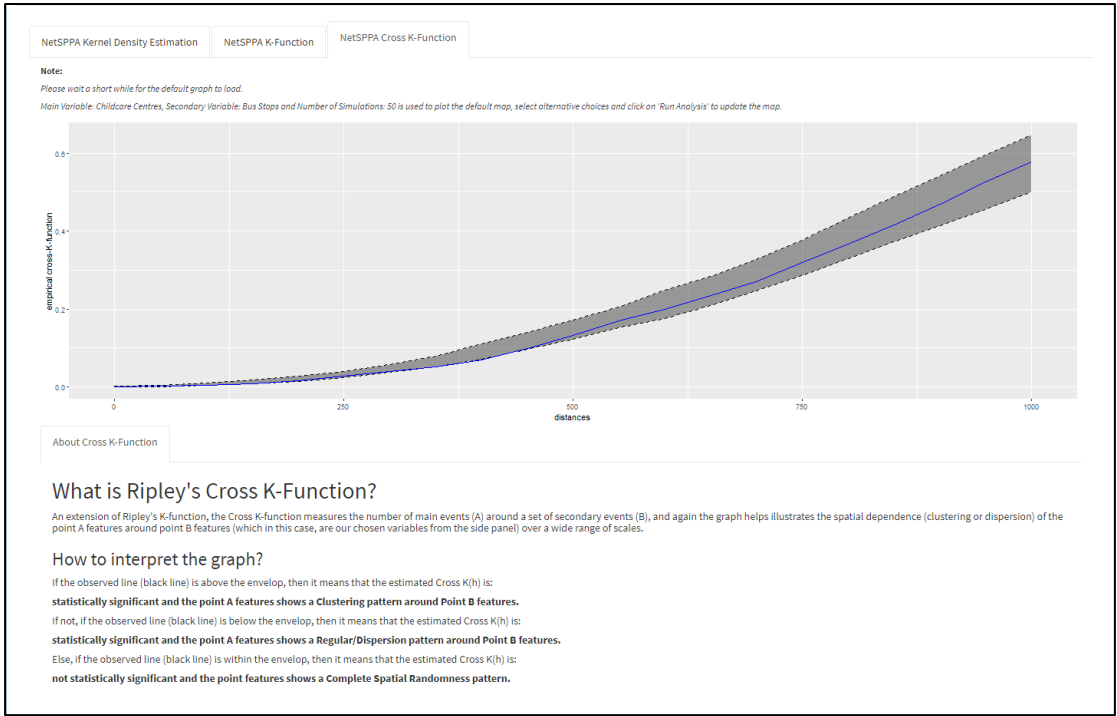 NetSPPA Kernel Density Estimation
NetSPPA K-Function
NetSPPA Cross K-Function
Note:
Please wait a short while for the default graph to load.
Main Variable: Childcare Centres, Secondary Variable: Bus Stops and Number of Simulations: 50 is used to plot the default map, select alternative choices and click on 'Run Analysis' to update the map.
empirical cross-K-function
0.6
0.4
0.2
0.0
0
250
500
750
1000
distances
About Cross K-Function
What is Ripley's Cross K-Function?
An extension of Ripley's K-function, the Cross K-function measures the number of main events (A) around a set of secondary events (B), and again the graph helps illustrates the spatial dependence (clustering or dispersion) of the
point A features around point B features (which in this case, are our chosen variables from the side panel) over a wide range of scales.
How to interpret the graph?
If the observed line (black line) is above the envelop, then it means that the estimated Cross K(h) is:
statistically significant and the point A features shows a Clustering pattern around Point B features.
If not, if the observed line (black line) is below the envelop, then it means that the estimated Cross K(h) is:
statistically significant and the point A features shows a Regular/Dispersion pattern around Point B features.
Else, if the observed line (black line) is within the envelop, then it means that the estimated Cross K(h) is:
not statistically significant and the point features shows a Complete Spatial Randomness pattern.